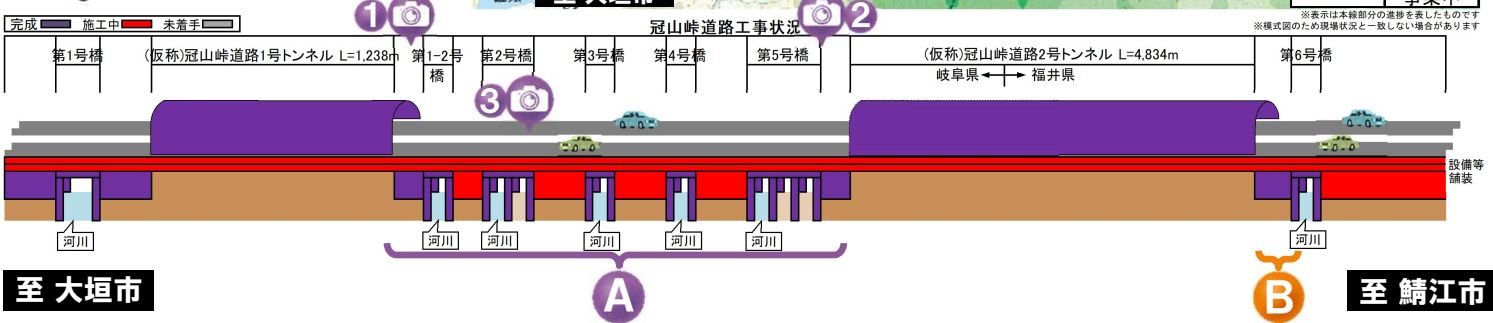 至 大垣市
事業中
完成 施工中 未着手
1
2
※表示は本線部分の進捗を表したものです
※模式図のため現場状況と一致しない場合があります
冠山峠道路工事状況
第1号橋
(仮称)冠山峠道路1号トンネル L=1,238m
第1-2号
橋
第2号橋
第3号橋
第4号橋
第5号橋
(仮称)冠山峠道路2号トンネル L=4,834m
岐阜県
福井県
第6号橋
3
設備等
舗装
河川
河川
河川
河川
河川
河川
河川
至 大垣市
A
B
至 鯖江市